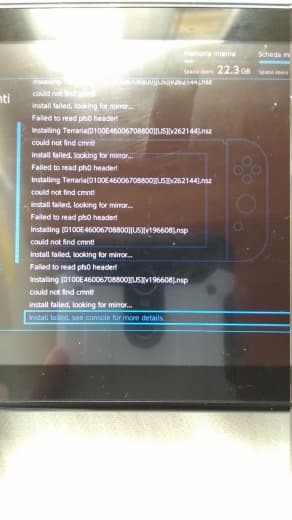 Memoria interna
Scheda m
Spazio libero 22.3 GB
Spazio libero
nti
could not find cnmt!
install failed, looking for mirror...
Failed to read pfs0 header!
Installing Terraria[0100E46006708800][US][v262144].nsz
could not find cnmt!
install failed, looking for mirror...
Failed to read pfs0 header!
Installing Terraria[0100E46006708800][US][v262144].nsz
could not find cnmt!
install failed, looking for mirror...
Failed to read pfs0 header!
Installing [0100E46006708800][US][v196608].nsp
could not find cnmt!
install failed, looking for mirror...
Failed to read pfs0 header!
Installing [0100E46006708800][US][v196608].nsp
could not find cnmt!
install failed, looking for mirror...
Install failed, see console for more details.